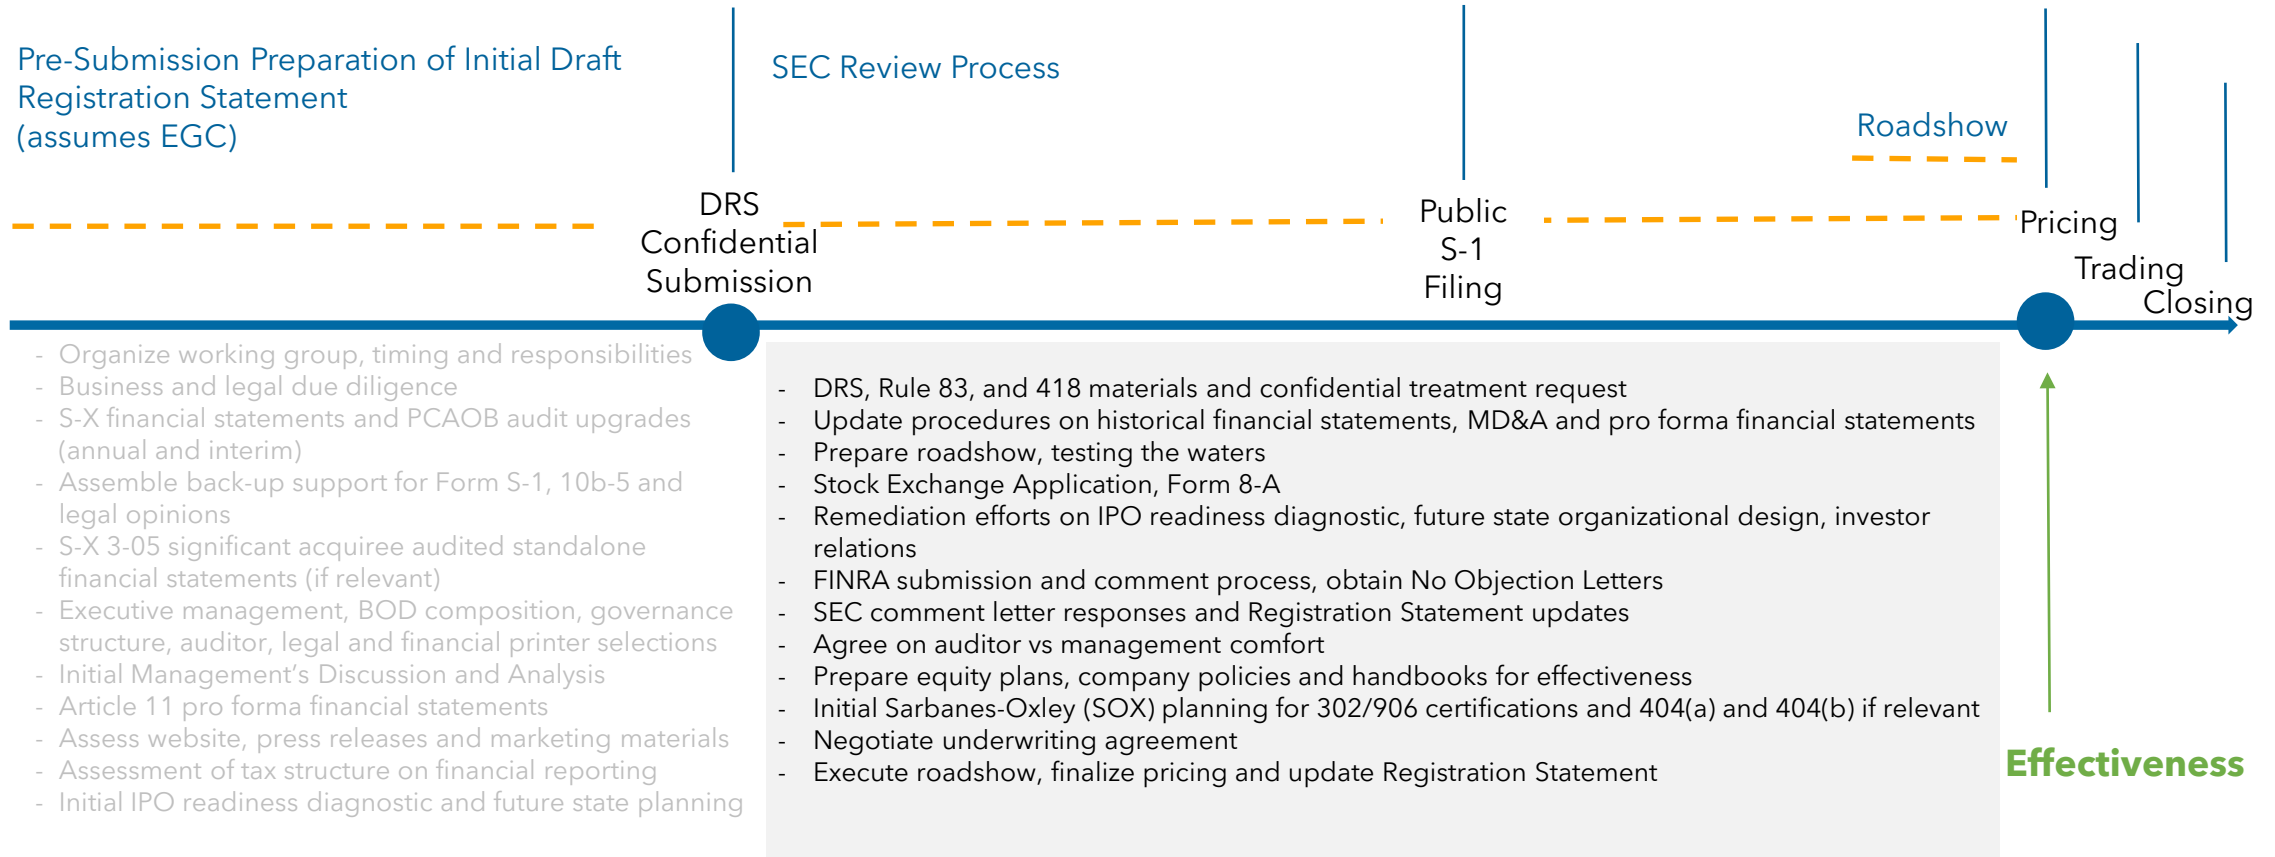 Pre-Submission Preparation of Initial Draft
Registration Statement
(assumes EGC)
SEC Review Process
Roadshow
DRS
Confidential
Submission
Public
S-1
Filing
Pricing
Trading
Closing
- Organize working group, timing and responsibilities
- Business and legal due diligence
- S-X financial statements and PCAOB audit upgrades
(annual and interim)
- Assemble back-up support for Form S-1, 10b-5 and
legal opinions
- S-X 3-05 significant acquiree audited standalone
financial statements (if relevant)
- Executive management, BOD composition, governance
structure, auditor, legal and financial printer selections
- Initial Management’s Discussion and Analysis
- Article 11 pro forma financial statements
- Assess website, press releases and marketing materials
- Assessment of tax structure on financial reporting
- Initial IPO readiness diagnostic and future state planning
- DRS, Rule 83, and 418 materials and confidential treatment request
- Update procedures on historical financial statements, MD&A and pro forma financial statements
- Prepare roadshow, testing the waters
- Stock Exchange Application, Form 8-A
- Remediation efforts on IPO readiness diagnostic, future state organizational design, investor
relations
- FINRA submission and comment process, obtain No Objection Letters
- SEC comment letter responses and Registration Statement updates
- Agree on auditor vs management comfort
- Prepare equity plans, company policies and handbooks for effectiveness
- Initial Sarbanes-Oxley (SOX) planning for 302/906 certifications and 404(a) and 404(b) if relevant
- Negotiate underwriting agreement
- Execute roadshow, finalize pricing and update Registration Statement
Effectiveness